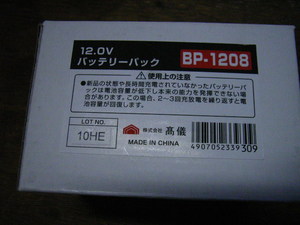 12.0V
バッテリーパック
BP-1208
⚠使用上の注意
●新品の状態や長時間充電されていなかったバッテリーパ
ックは電池容量が低下し本来の能力を発揮できない場
合があります。この場合、2~3回充放電を繰り返すと電
池容量が回復します。
LOT NO.
10HE
株式会社 髙儀
MADE IN CHINA
4907052339309